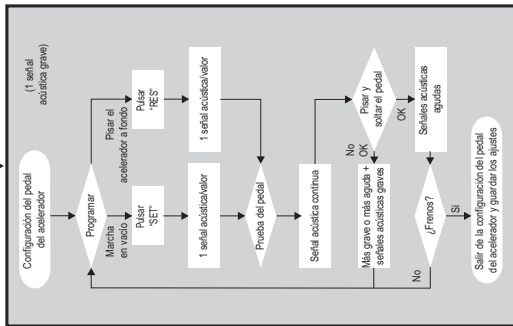 Configuración del pedal
del acelerador
(1 señal
acústica grave)
Programar
Marcha
en vacío
Pisar el
acelerador a fondo
Pulsar
"SET"
Pulsar
"RES"
1 señal acústica/valor
1 señal acústica/valor
Prueba del pedal
Señal acústica continua
Pisar y
soltar el pedal
No
OK
OK
Más grave o más aguda +
señales acústicas graves
Señales acústicas
agudas
¿Frenos?
No
Si
Salir de la configuración del pedal
del acelerador y guardar los ajustes